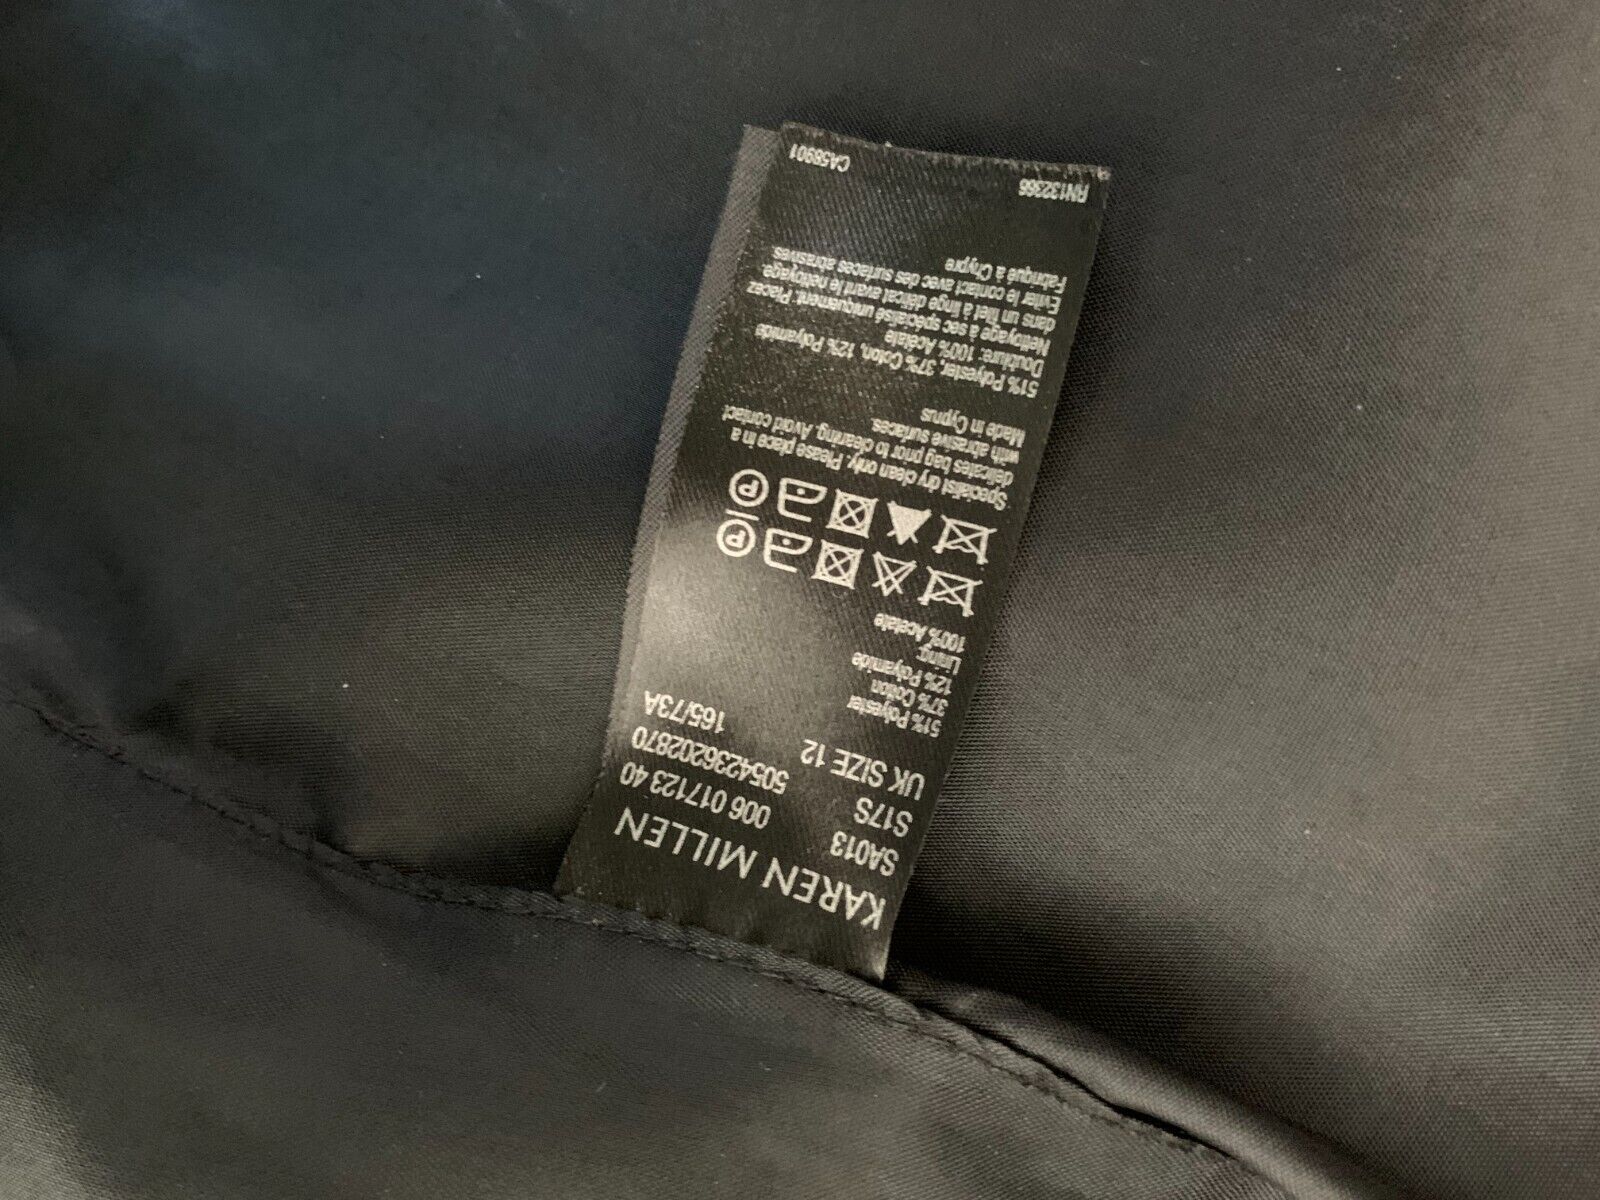 KAREN MILLEN
SA013 006 017123 40
S17S 5054236202870
UK SIZE 12 165/73A
51% Polyester
37% Cotton
12% Polyamide
Lining:
100% Acetate
P
P
Specialist dry clean only. Please place in a
delicates bag prior to cleaning. Avoid contact
with abrasive surfaces.
Made in Cyprus
51% Polyester, 37% Coton, 12% Polyamide
Doublure: 100% Acétate
Nettoyage à sec spécialisé uniquement. Placez
dans un filet à linge délicat avant le nettoyage
Éviter le contact avec des surfaces abrasives.
Fabriqué à Chypre
RN132366 CA58901